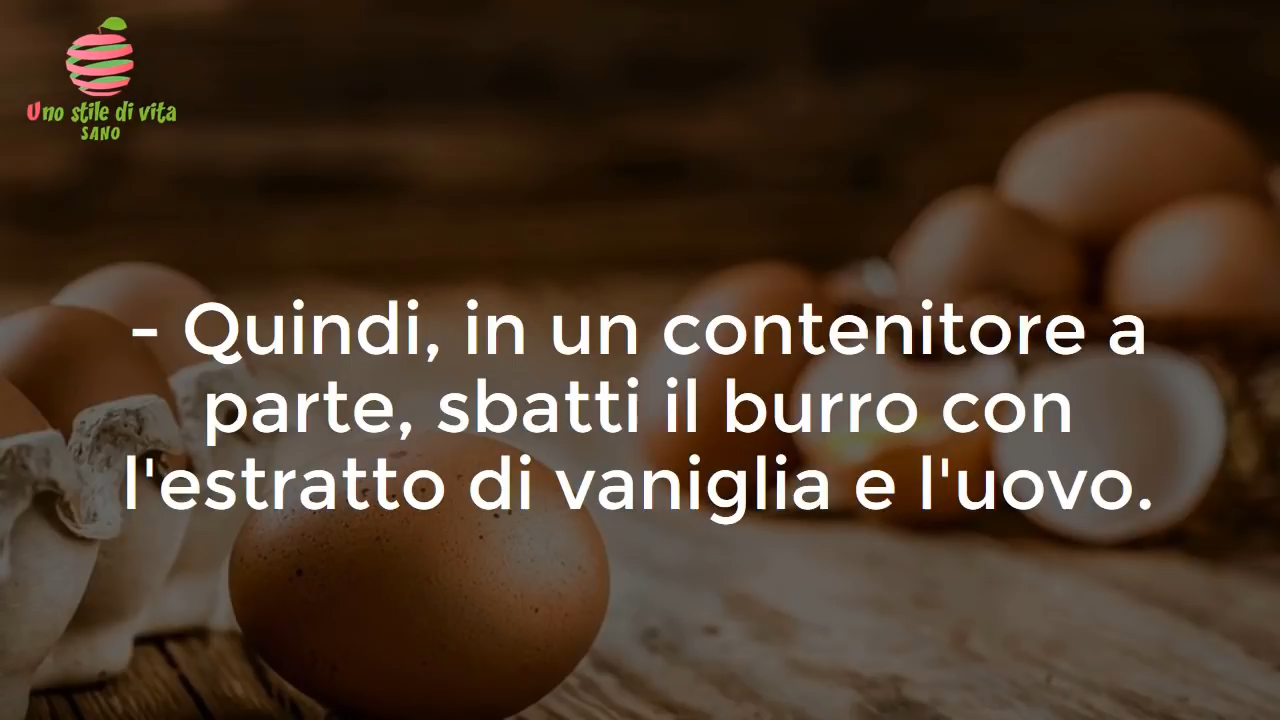 Uno stile di vita
SANO
- Quindi, in un contenitore a
parte, sbatti il burro con
l'estratto di vaniglia e l'uovo.